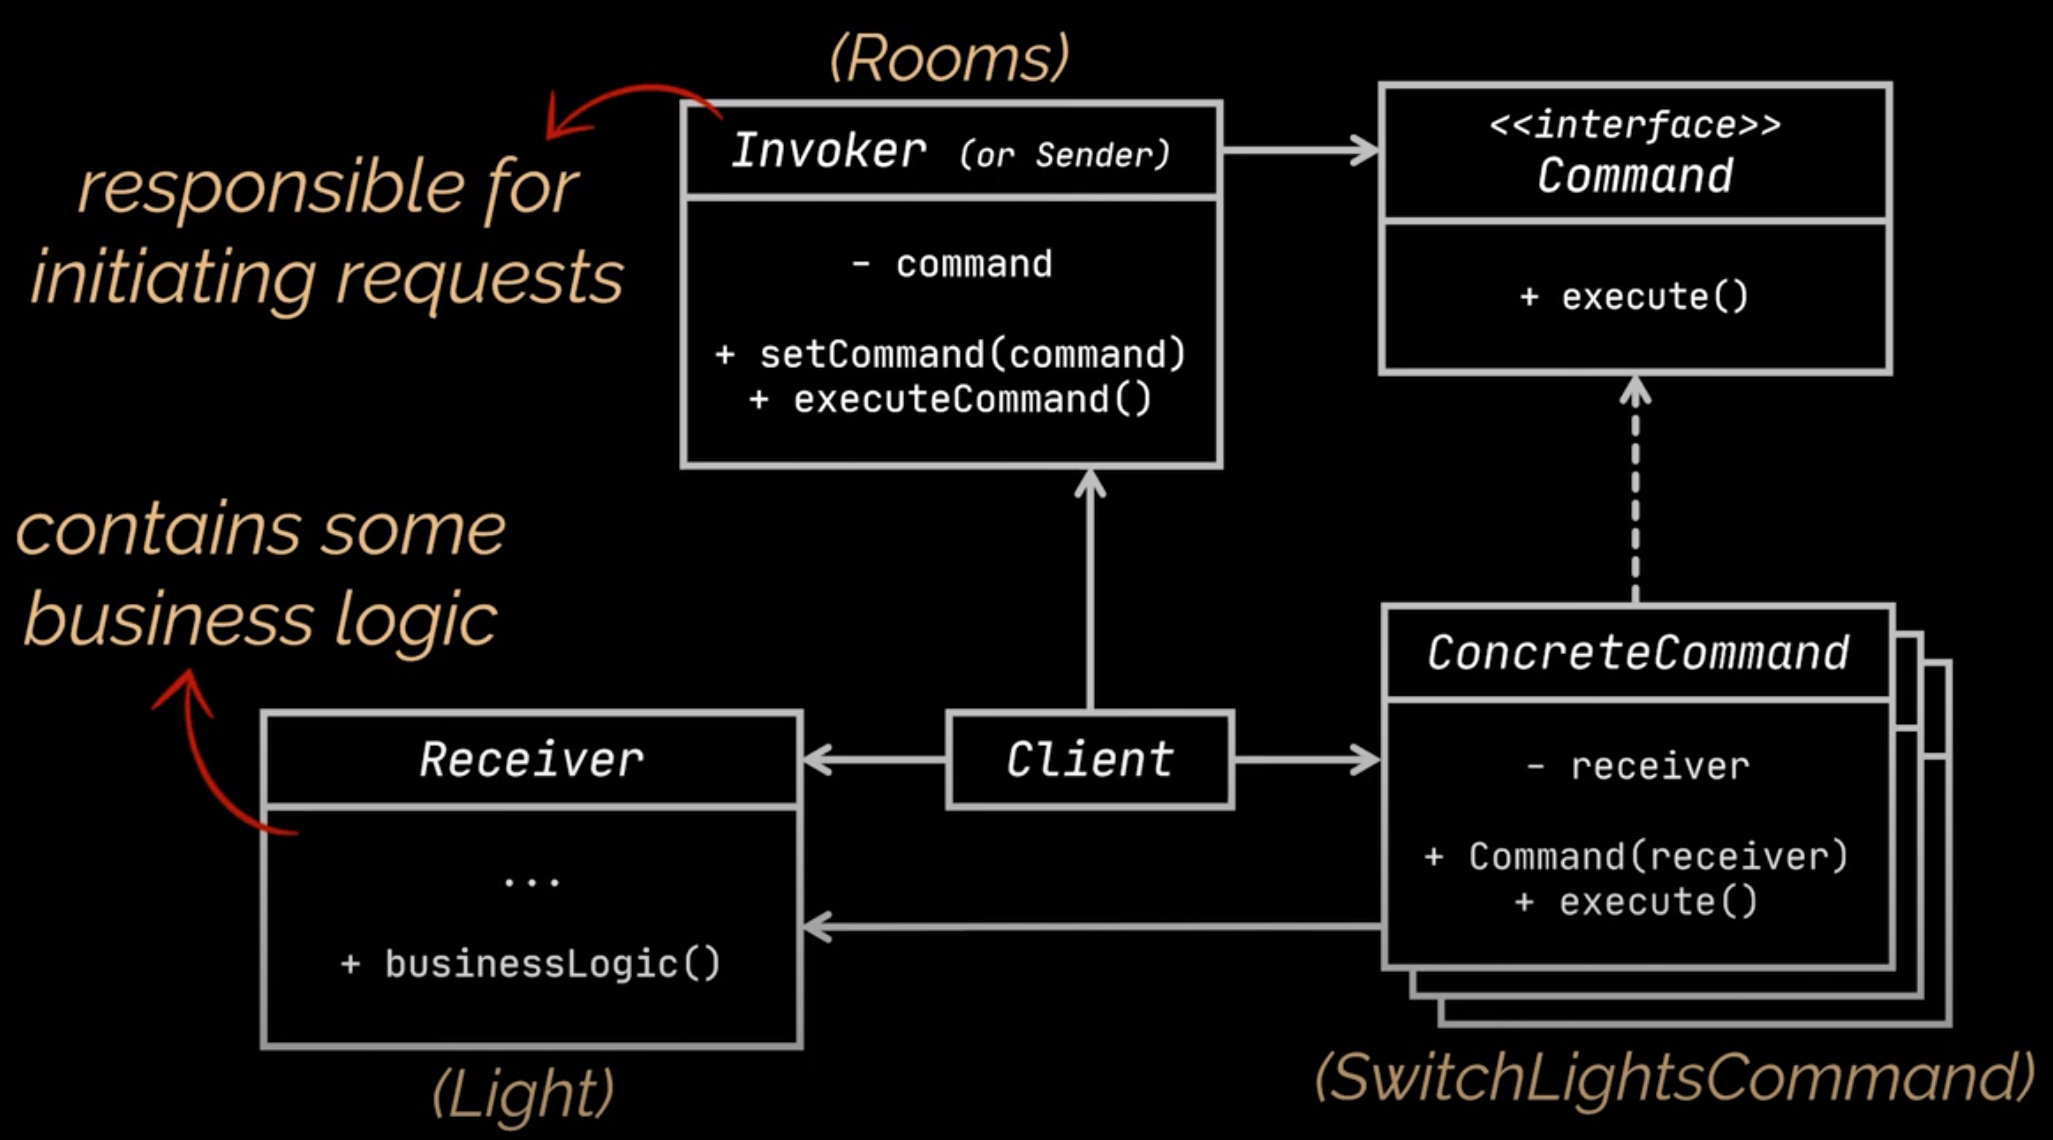 (Rooms)
responsible for
initiating requests
Invoker (or Sender)
- command
+ setCommand(command)
+ executeCommand()
<<interface>>
Command
+ execute()
contains some
business logic
Receiver
...
+ businessLogic()
(Light)
Client
ConcreteCommand
- receiver
+ Command(receiver)
+ execute()
(SwitchLightsCommand)